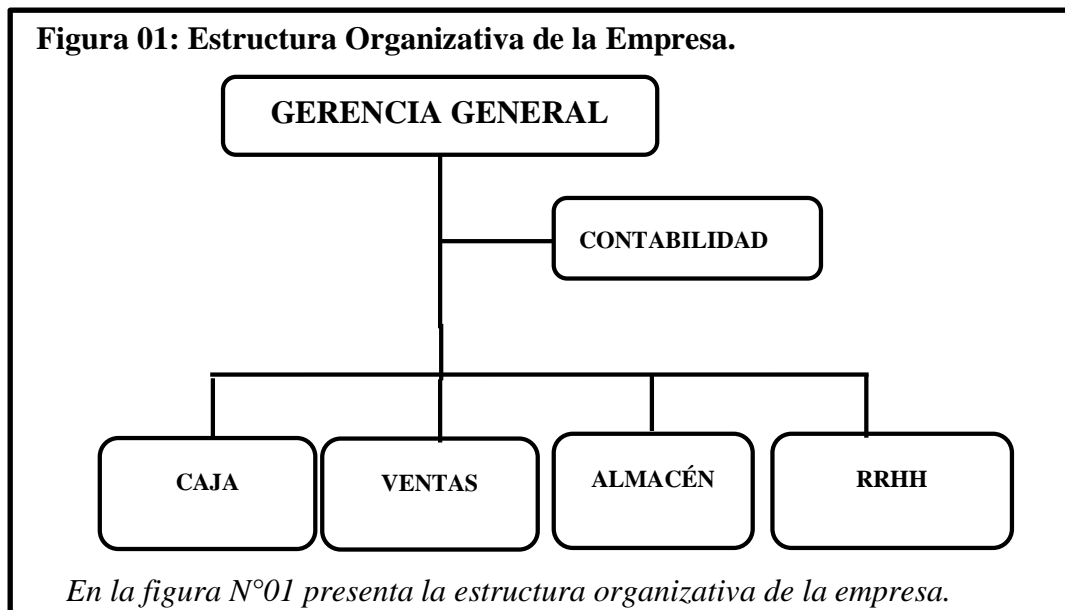 Figura 01: Estructura Organizativa de la Empresa.
GERENCIA GENERAL
CONTABILIDAD
CAJA
VENTAS
ALMACÉN
RRHH
En la figura N°01 presenta la estructura organizativa de la empresa.